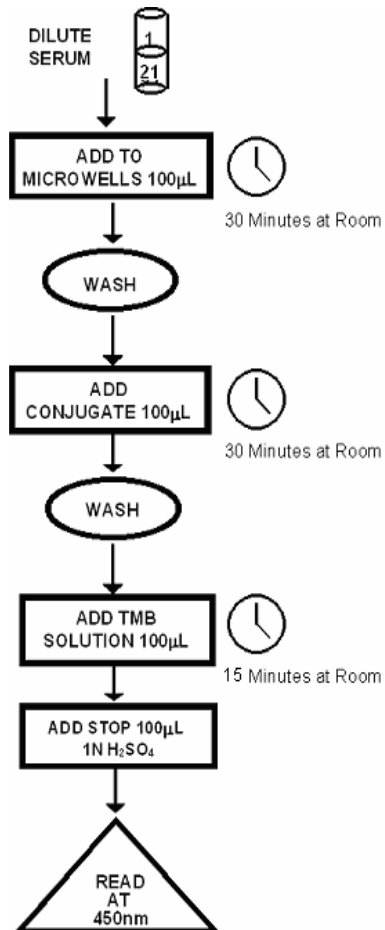 DILUTE
SERUM
1
21
ADD TO
MICROWELLS 100µL
30 Minutes at Room
WASH
ADD
CONJUGATE 100µL
30 Minutes at Room
WASH
ADD TMB
SOLUTION 100µL
15 Minutes at Room
ADD STOP 100µL
1N H₂SO₄
READ
AT
450nm